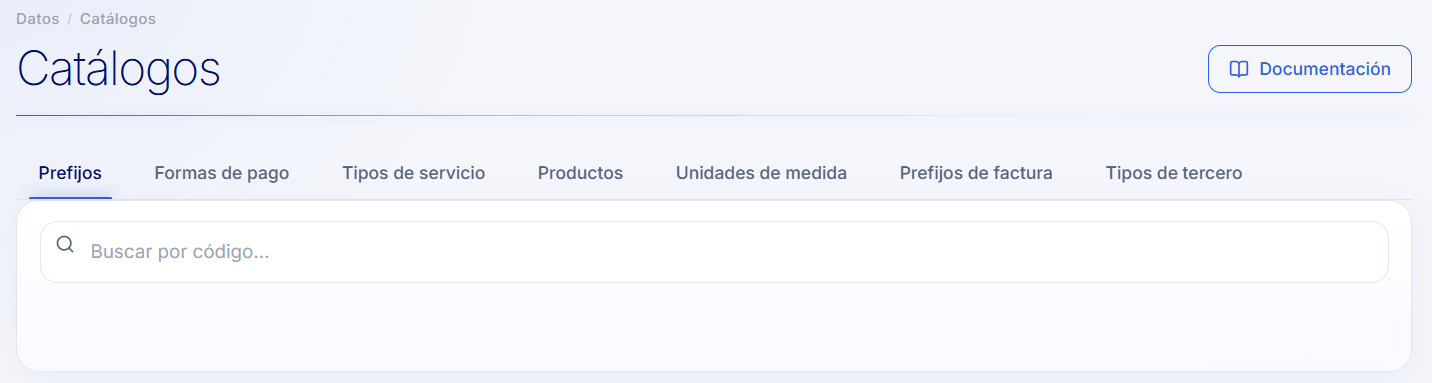 Datos / Catálogos
Catálogos
Documentación
Prefijos Formas de pago Tipos de servicio Productos Unidades de medida Prefijos de factura Tipos de tercero
Buscar por código...